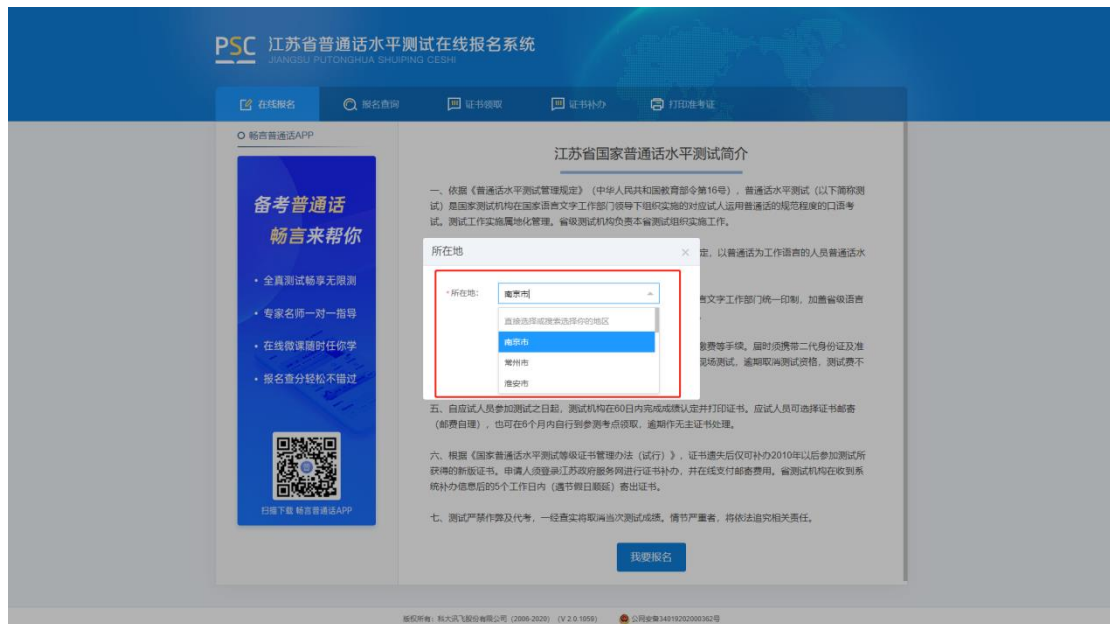 PSC 江苏省普通话水平测试在线报名系统
JIANGSU PUTONGHUA SHUIPING CESHI
在线报名 报名查询 证书领取 证书补办 打印准考证
畅言普通话APP
备考普通话
畅言来帮你
· 全真测试畅享无限测
· 专家名师一对一指导
· 在线微课随时任你学
· 报名查分轻松不错过
扫描下载 畅言普通话APP
江苏省国家普通话水平测试简介
一、依据《普通话水平测试管理规定》（中华人民共和国教育部令第16号），普通话水平测试（以下简称测
试）是国家测试机构在国家语言文字工作部门领导下组织实施的对应试人运用普通话的规范程度的口语考
试。测试工作实施属地化管理。省级测试机构负责本省测试组织实施工作。
定，以普通话为工作语言的人员普通话水
言文字工作部门统一印制，加盖省级语言
缴费等手续。届时须携带二代身份证及准
现场测试，逾期取消测试资格，测试费不
所在地 ×
*所在地: 南京市
直接选择或搜索选择你的地区
南京市
常州市
淮安市
五、自应试人员参加测试之日起，测试机构在60日内完成成绩认定并打印证书。应试人员可选择证书邮寄
（邮费自理），也可在6个月内自行到参测考点领取，逾期作无主证书处理。
六、根据《国家普通话水平测试等级证书管理办法（试行）》，证书遗失后仅可补办2010年以后参加测试所
获得的新版证书。申请人须登录江苏政府服务网进行证书补办，并在线支付邮寄费用。省测试机构在收到系
统补办信息后的5个工作日内（遇节假日顺延）寄出证书。
七、测试严禁作弊及代考，一经查实将取消当次测试成绩。情节严重者，将依法追究相关责任。
我要报名
版权所有：科大讯飞股份有限公司 (2006-2020) (V 2.0.1059) 公网安备34019202000362号